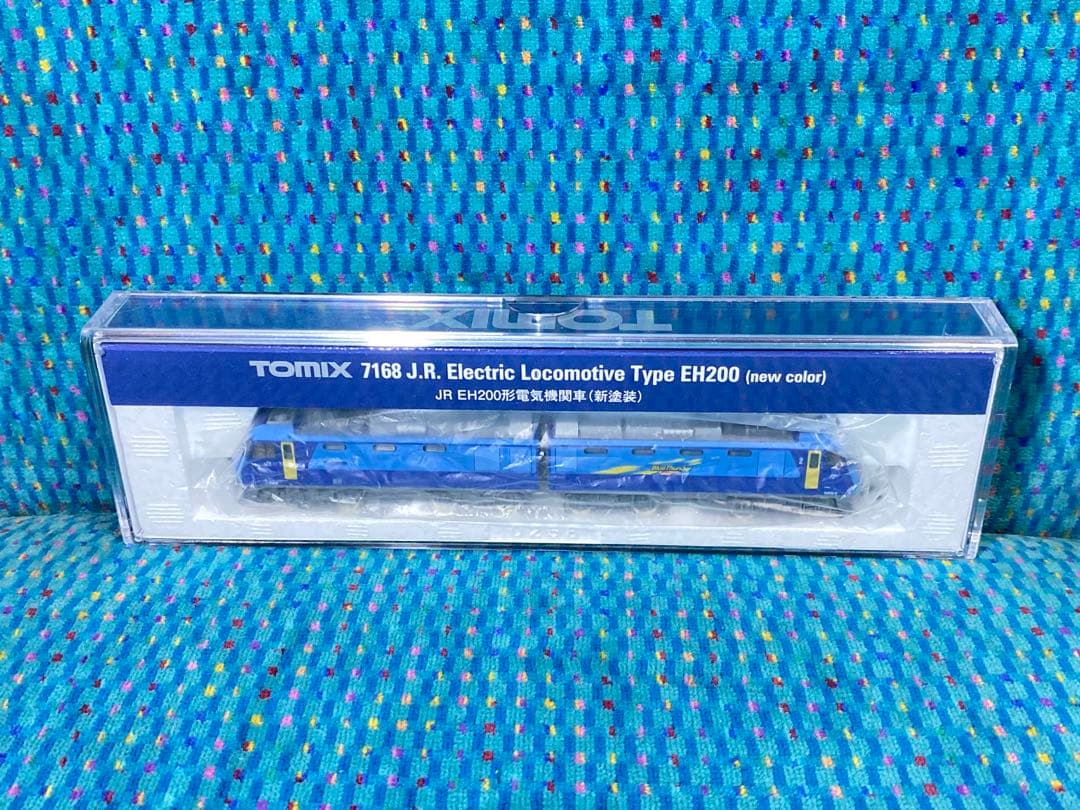 TOMIX
TOMIX 7168 J.R. Electric Locomotive Type EH200 (new color)
JR EH200形電気機関車(新塗装)